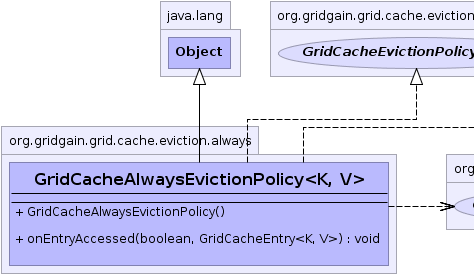 java.lang
org.gridgain.grid.cache.eviction
Object
GridCacheEvictionPolicy
org.gridgain.grid.cache.eviction.always
GridCacheAlwaysEvictionPolicy<K, V>
+ GridCacheAlwaysEvictionPolicy()
+ onEntryAccessed(boolean, GridCacheEntry<K, V>) : void
org